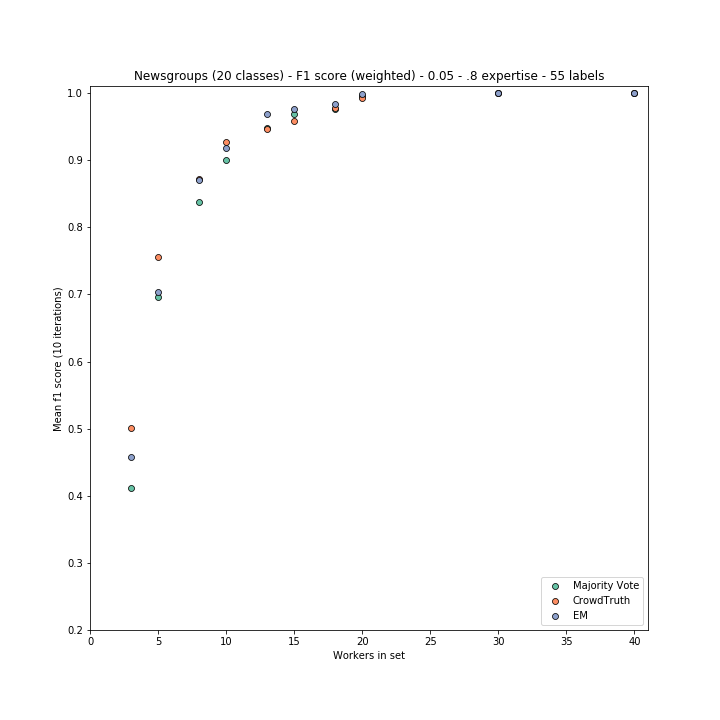 Newsgroups (20 classes) - F1 score (weighted) - 0.05 - .8 expertise - 55 labels
1.0
0.9
0.8
0.7
0.6
0.5
0.4
0.3
0.2
Mean f1 score (10 iterations)
0 5 10 15 20 25 30 35 40
Workers in set
Majority Vote
CrowdTruth
EM